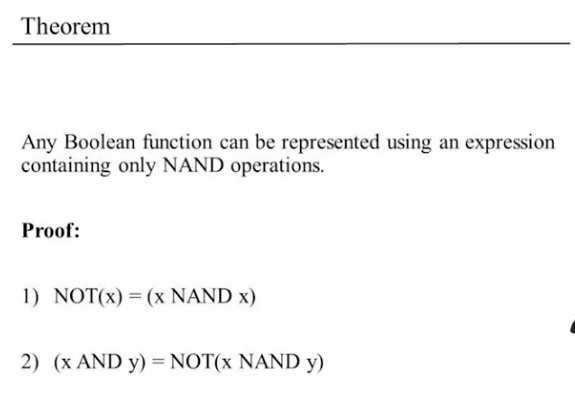 Theorem
Any Boolean function can be represented using an expression
containing only NAND operations.
Proof:
1) NOT(x) = (x NAND x)
2) (x AND y) = NOT(x NAND y)